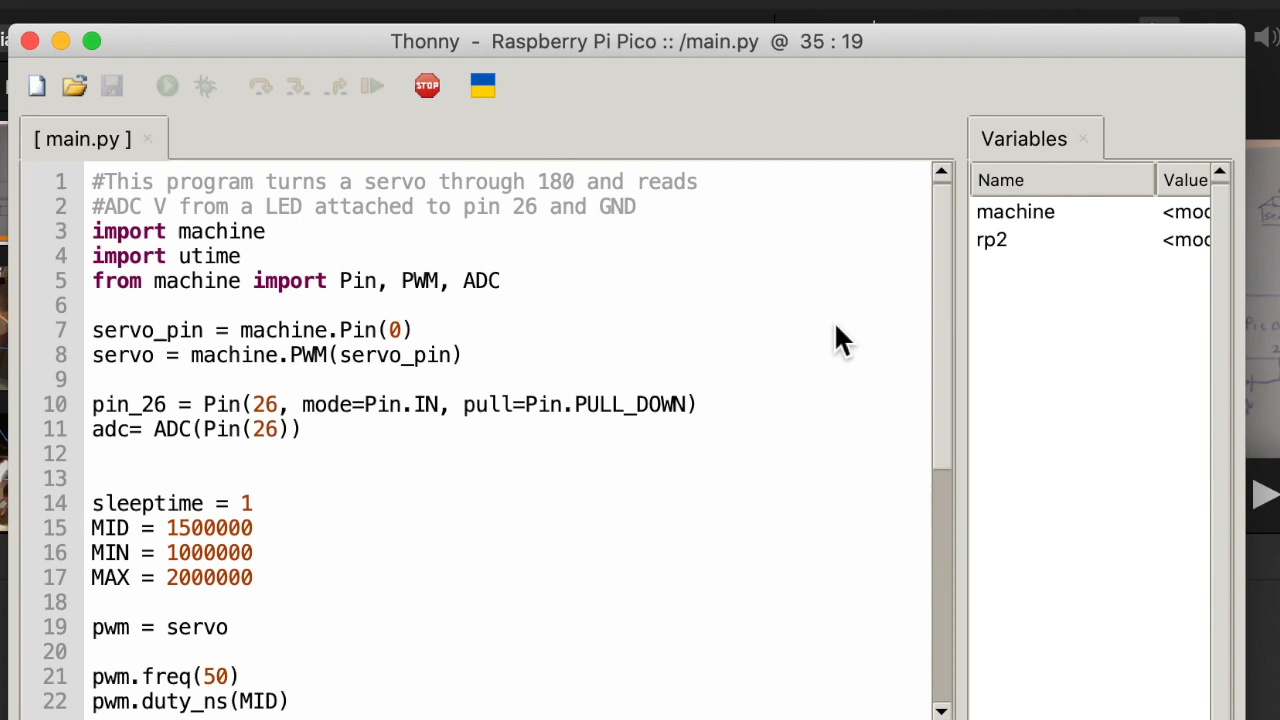 Thonny - Raspberry Pi Pico :: /main.py @ 35 : 19
STOP
[ main.py ]
1 #This program turns a servo through 180 and reads
2 #ADC V from a LED attached to pin 26 and GND
3 import machine
4 import utime
5 from machine import Pin, PWM, ADC
6
7 servo_pin = machine.Pin(0)
8 servo = machine.PWM(servo_pin)
9
10 pin_26 = Pin(26, mode=Pin.IN, pull=Pin.PULL_DOWN)
11 adc= ADC(Pin(26))
12
13
14 sleeptime = 1
15 MID = 1500000
16 MIN = 1000000
17 MAX = 2000000
18
19 pwm = servo
20
21 pwm.freq(50)
22 pwm.duty_ns(MID)
Variables
Name Value
machine <mod
rp2 <mod